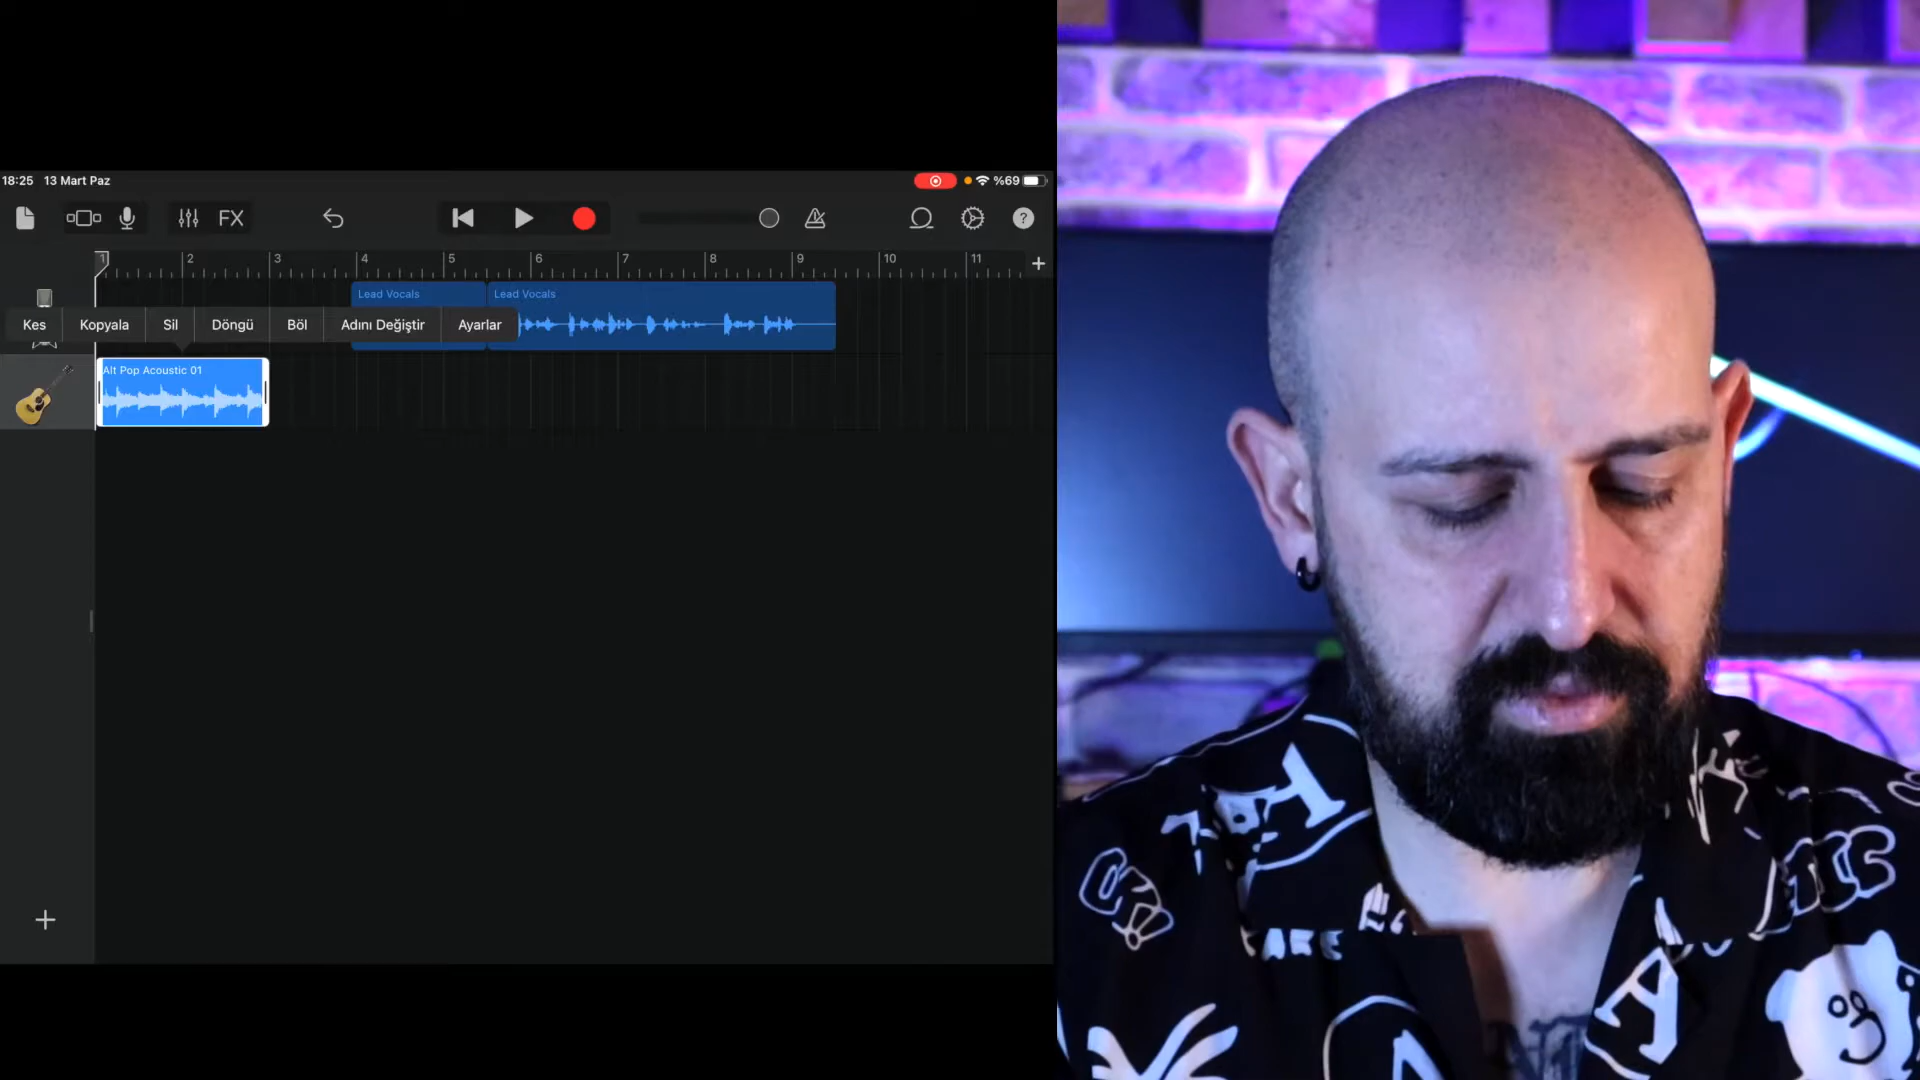 18:25 13 Mart Paz
%69
FX
?
1 2 3 4 5 6 7 8 9 10 11
Lead Vocals Lead Vocals
Kes Kopyala Sil Döngü Böl Adını Değiştir Ayarlar
Alt Pop Acoustic 01
OK!
A
A